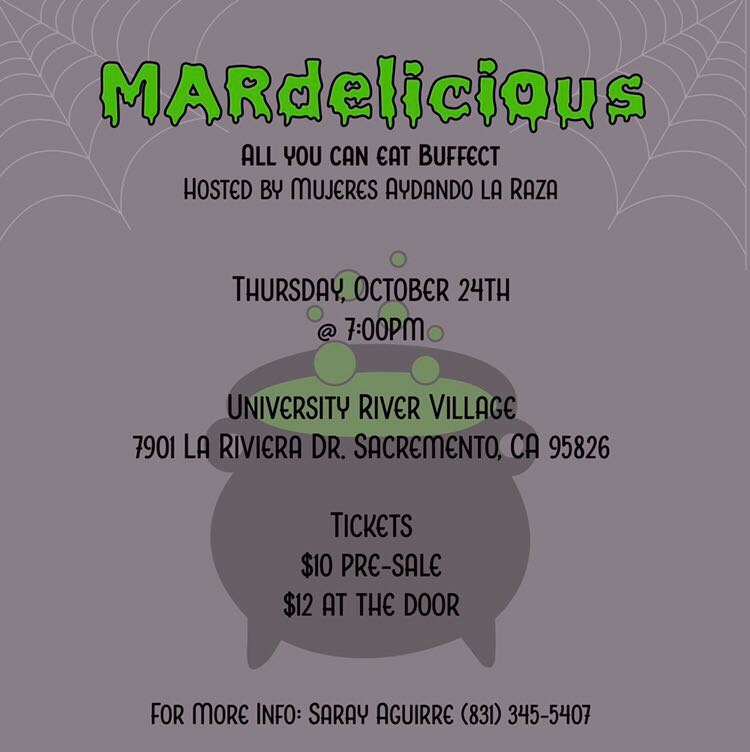 MARdelicious
All you can eat Buffect
Hosted by Mujeres Aydando la Raza
Thursday, October 24th
@ 7:00PM
University River Village
7901 La Riviera Dr. Sacremento, CA 95826
Tickets
$10 pre-sale
$12 at the door
For More Info: Saray Aguirre (831) 345-5407